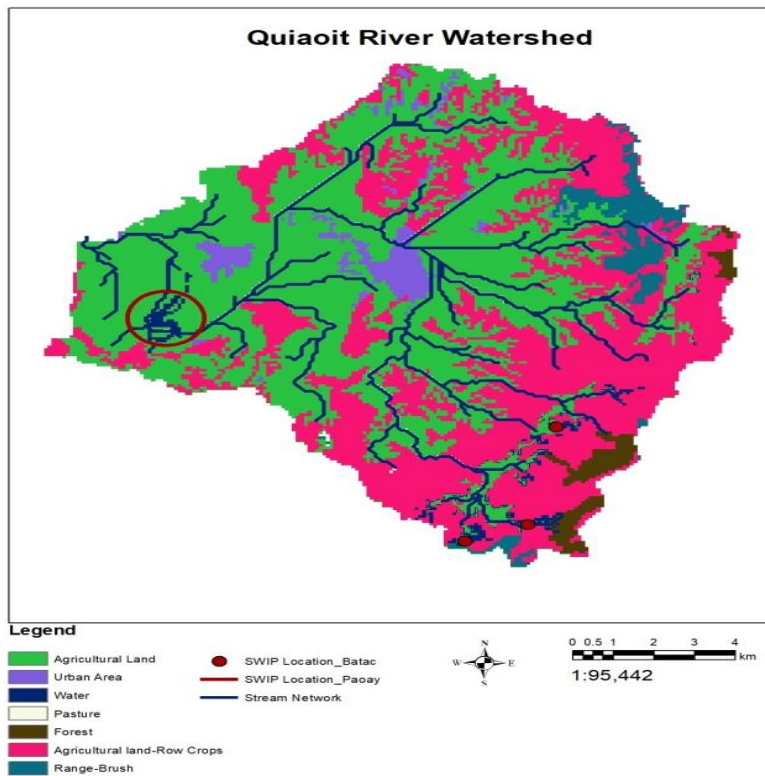 Quiaoit River Watershed
Legend
Agricultural Land
Urban Area
Water
Pasture
Forest
Agricultural land-Row Crops
Range-Brush
SWIP Location_Batac
SWIP Location_Paoay
Stream Network
N
W E
S
0 0.5 1 2 3 4
km
1:95,442